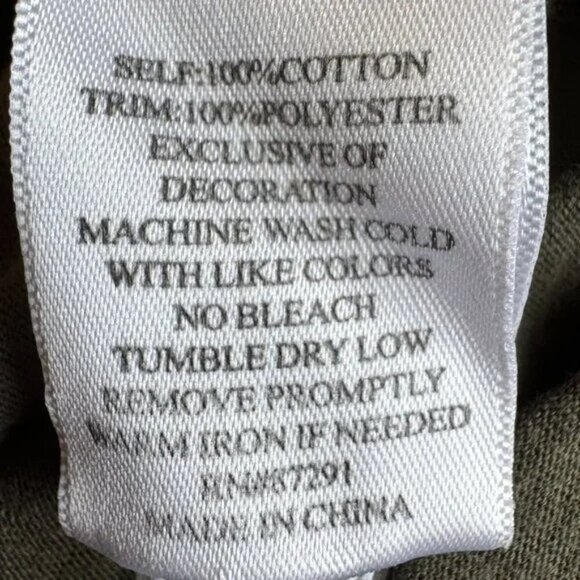 SELF:100%COTTON
TRIM:100%POLYESTER
EXCLUSIVE OF
DECORATION
MACHINE WASH COLD
WITH LIKE COLORS
NO BLEACH
TUMBLE DRY LOW
REMOVE PROMPTLY
WARM IRON IF NEEDED
RN#87291
MADE IN CHINA